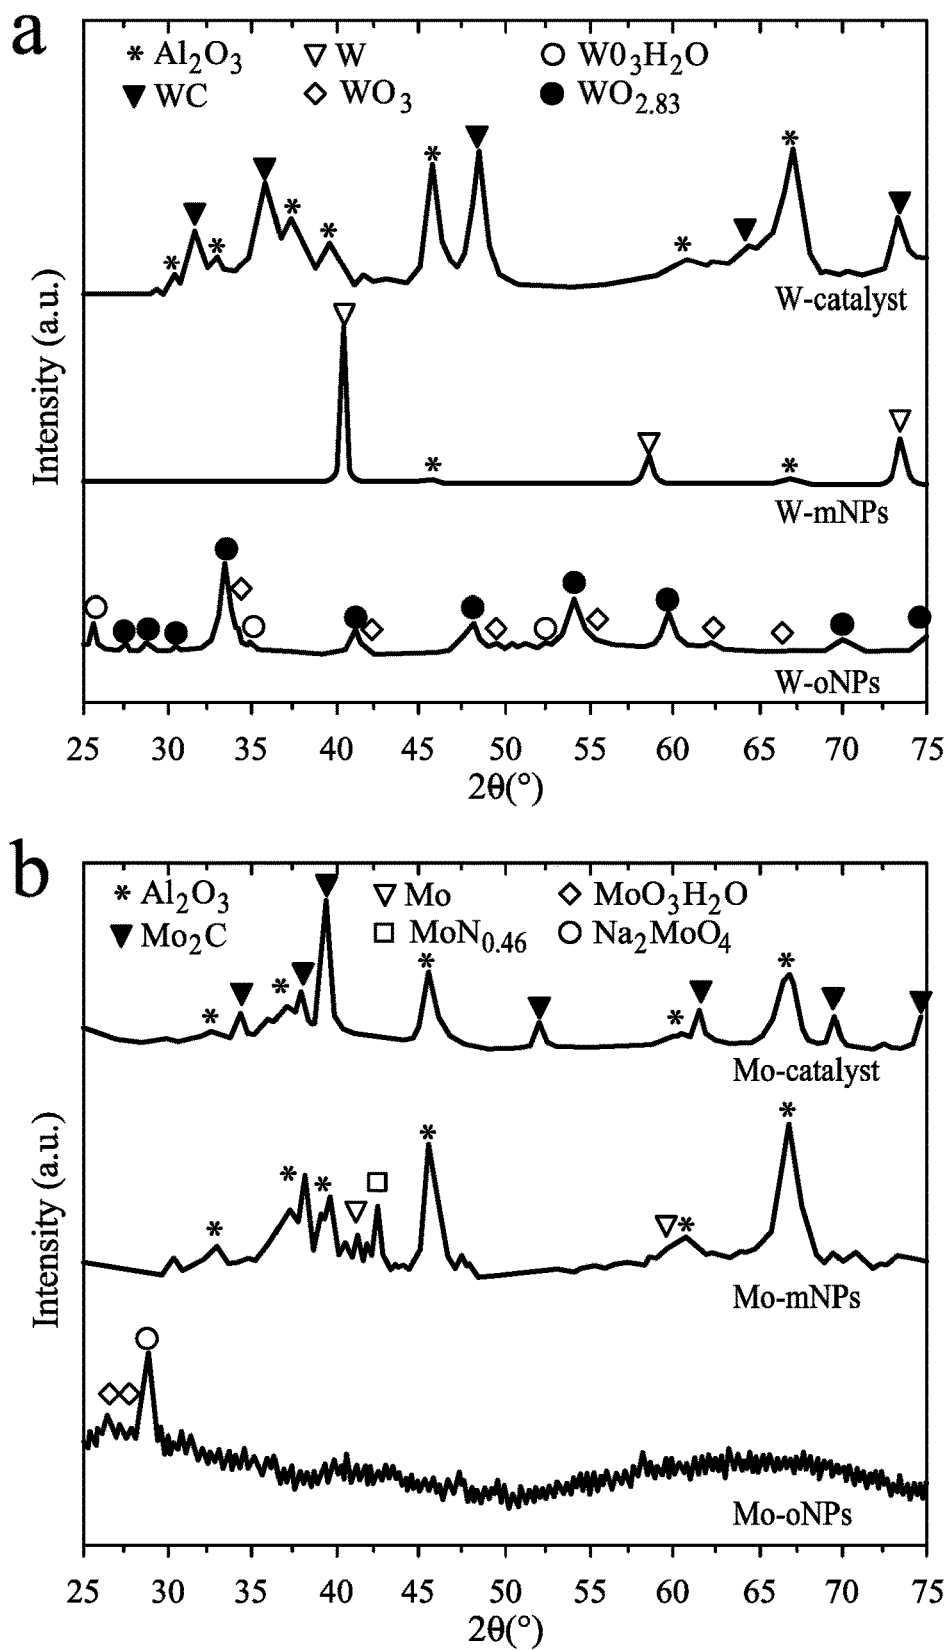 a
* Al₂O₃ ▽ W ○ W0₃H₂O
▼ WC ◇ WO₃ ● WO₂.₈₃
Intensity (a.u.)
W-catalyst
W-mNPs
W-oNPs
25 30 35 40 45 50 55 60 65 70 75
2θ(°)
b
* Al₂O₃ ▽ Mo ◇ MoO₃H₂O
▼ Mo₂C □ MoN₀.₄₆ ○ Na₂MoO₄
Intensity (a.u.)
Mo-catalyst
Intensity (a.u.)
Mo-mNPs
Mo-oNPs
25 30 35 40 45 50 55 60 65 70 75
2θ(°)